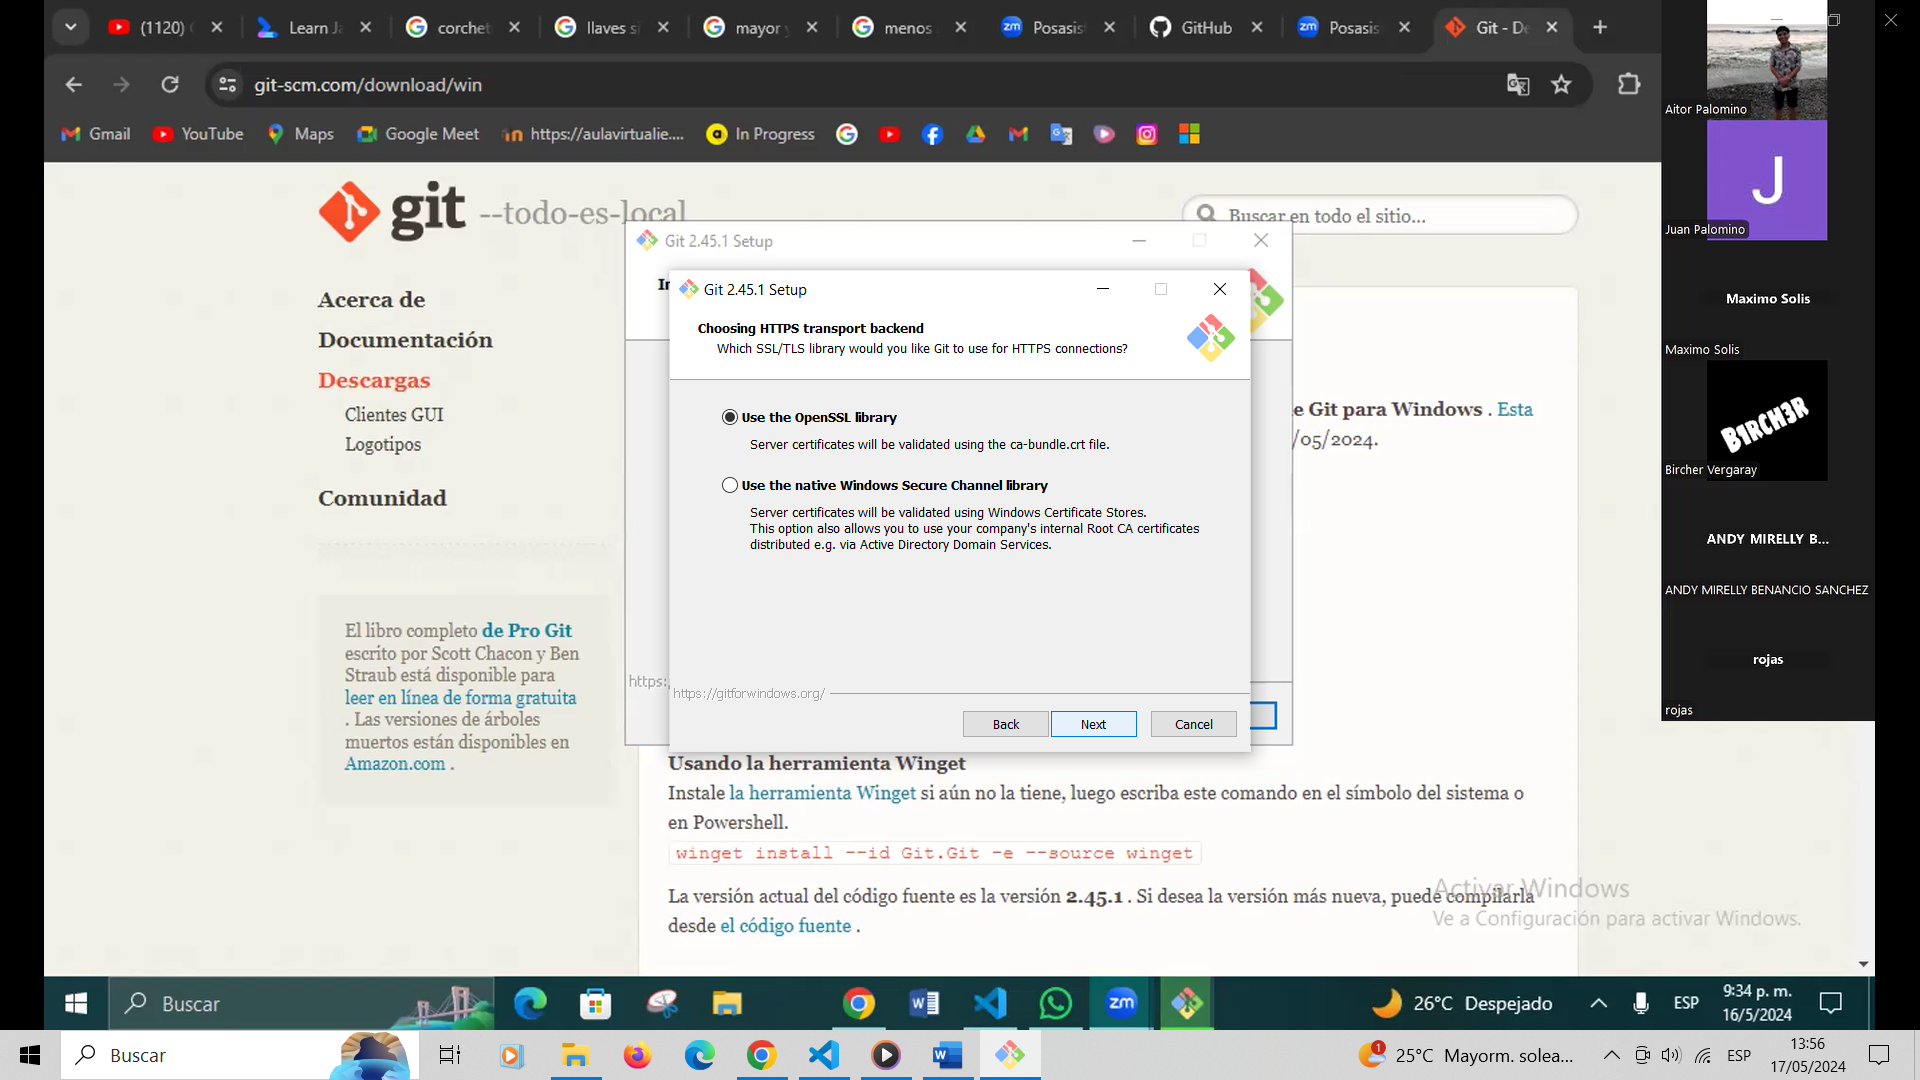 (1120)
Learn Ja
corchet
llaves si
mayor y
menos
Posasis
GitHub
Posasis
Git - De
git-scm.com/download/win
Gmail
YouTube
Maps
Google Meet
https://aulavirtualie....
In Progress
git --todo-es-local
Buscar en todo el sitio...
Acerca de
Documentación
Descargas
Clientes GUI
Logotipos
Comunidad
El libro completo de Pro Git
escrito por Scott Chacon y Ben
Straub está disponible para
leer en línea de forma gratuita
. Las versiones de árboles
muertos están disponibles en
Amazon.com .
Git 2.45.1 Setup
In
https:
Git 2.45.1 Setup
Choosing HTTPS transport backend
Which SSL/TLS library would you like Git to use for HTTPS connections?
Use the OpenSSL library
Server certificates will be validated using the ca-bundle.crt file.
Use the native Windows Secure Channel library
Server certificates will be validated using Windows Certificate Stores.
This option also allows you to use your company's internal Root CA certificates
distributed e.g. via Active Directory Domain Services.
https://gitforwindows.org/
Back
Next
Cancel
e Git para Windows . Esta
/05/2024.
Usando la herramienta Winget
Instale la herramienta Winget si aún no la tiene, luego escriba este comando en el símbolo del sistema o
en Powershell.
winget install --id Git.Git -e --source winget
La versión actual del código fuente es la versión 2.45.1 . Si desea la versión más nueva, puede compilarla
desde el código fuente .
Activar Windows
Ve a Configuración para activar Windows.
Aitor Palomino
J
Juan Palomino
Maximo Solis
Maximo Solis
B1RCH3R
Bircher Vergaray
ANDY MIRELLY B...
ANDY MIRELLY BENANCIO SANCHEZ
rojas
rojas
Buscar
zm
26°C Despejado
ESP
9:34 p. m.
16/5/2024
Buscar
1
25°C Mayorm. solea...
ESP
13:56
17/05/2024